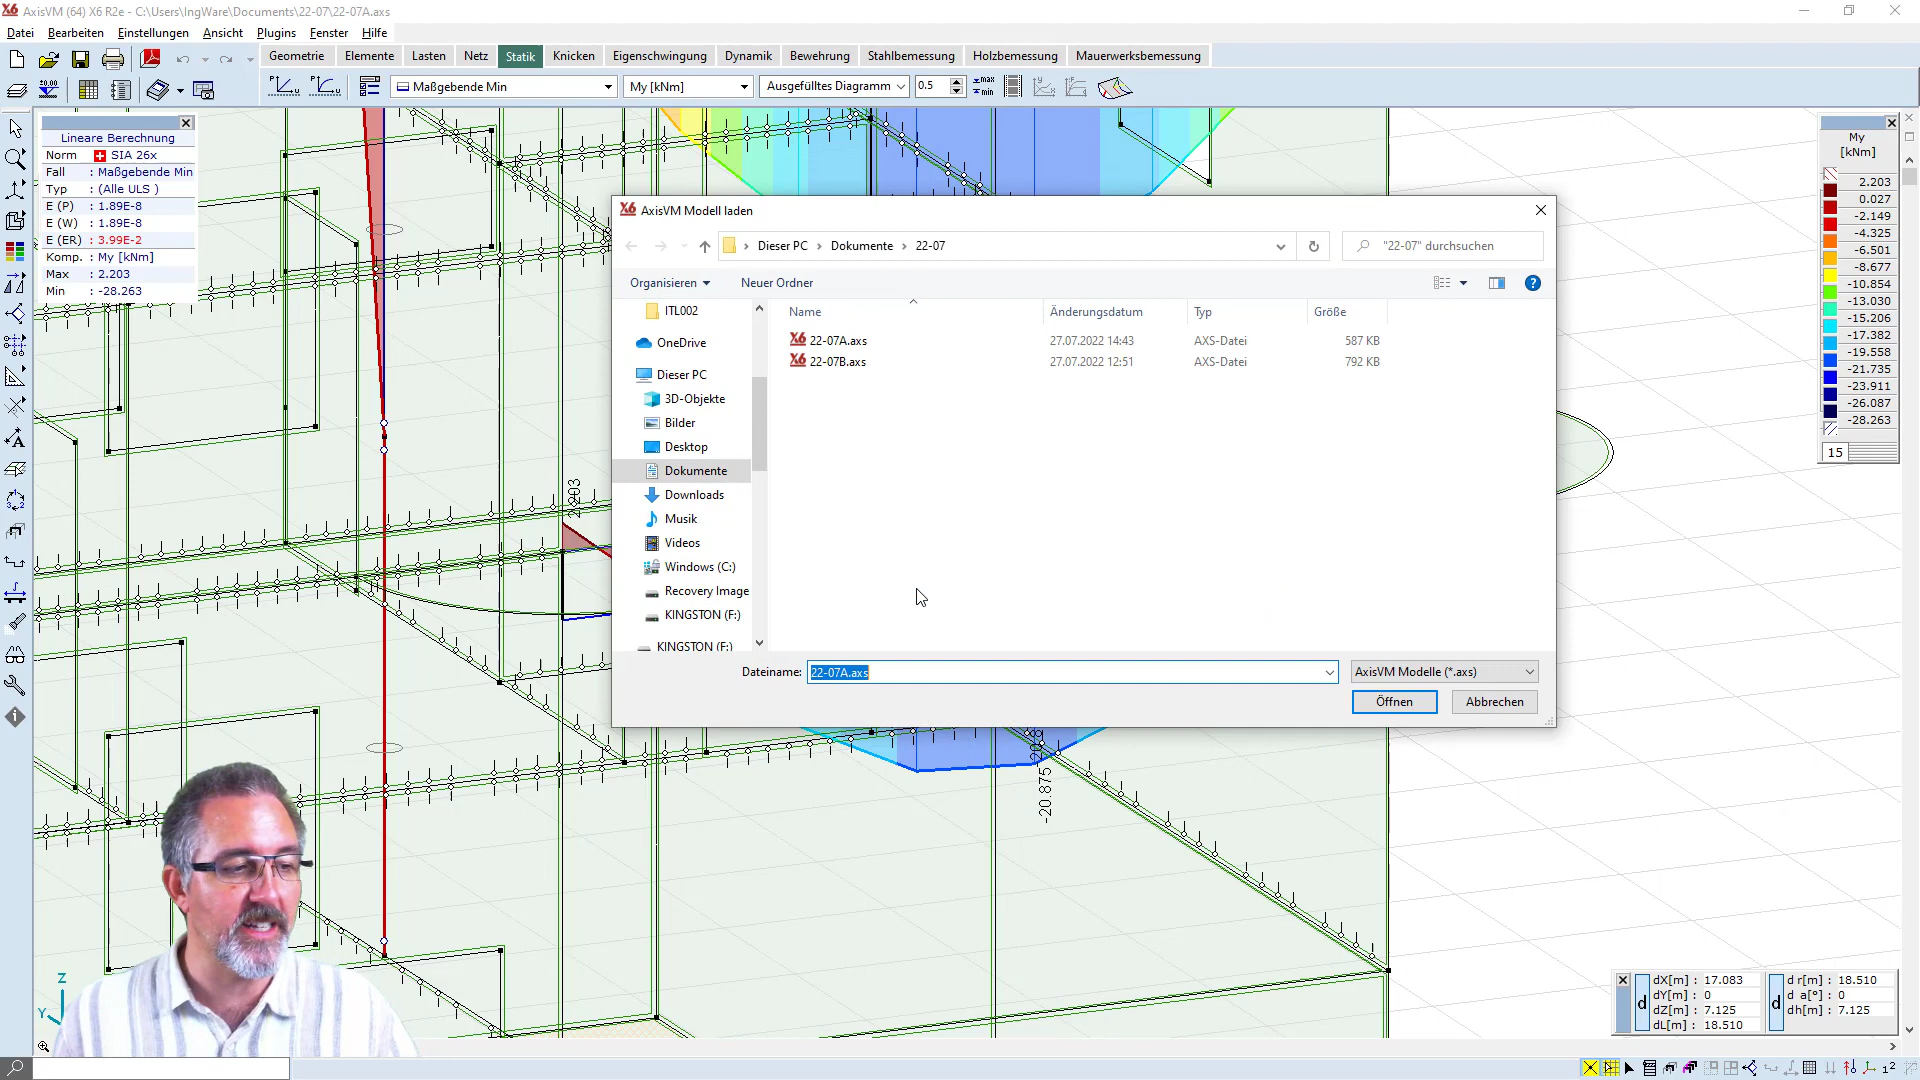 AxisVM (64) X6 R2e - C:\Users\IngWare\Documents\22-07\22-07A.axs
Datei Bearbeiten Einstellungen Ansicht Plugins Fenster Hilfe
Geometrie Elemente Lasten Netz Statik Knicken Eigenschwingung Dynamik Bewehrung Stahlbemessung Holzbemessung Mauerwerksbemessung
Maßgebende Min My [kNm] Ausgefülltes Diagramm 0.5
Lineare Berechnung
Norm SIA 26x
Fall : Maßgebende Min
Typ : (Alle ULS )
E (P) : 1.89E-8
E (W) : 1.89E-8
E (ER) : 3.99E-2
Komp. : My [kNm]
Max : 2.203
Min : -28.263
AxisVM Modell laden
Dieser PC › Dokumente › 22-07
"22-07" durchsuchen
Organisieren Neuer Ordner
ITL002
OneDrive
Dieser PC
3D-Objekte
Bilder
Desktop
Dokumente
Downloads
Musik
Videos
Windows (C:)
Recovery Image
KINGSTON (F:)
KINGSTON (F:)
Name Änderungsdatum Typ Größe
22-07A.axs 27.07.2022 14:43 AXS-Datei 587 KB
22-07B.axs 27.07.2022 12:51 AXS-Datei 792 KB
Dateiname: 22-07A.axs AxisVM Modelle (*.axs)
Öffnen Abbrechen
My
[kNm]
2.203
0.027
-2.149
-4.325
-6.501
-8.677
-10.854
-13.030
-15.206
-17.382
-19.558
-21.735
-23.911
-26.087
-28.263
15
-20.875
Z
Y
d
dX[m] : 17.083
dY[m] : 0
dZ[m] : 7.125
dL[m] : 18.510
d
d r[m] : 18.510
d a[°] : 0
dh[m] : 7.125